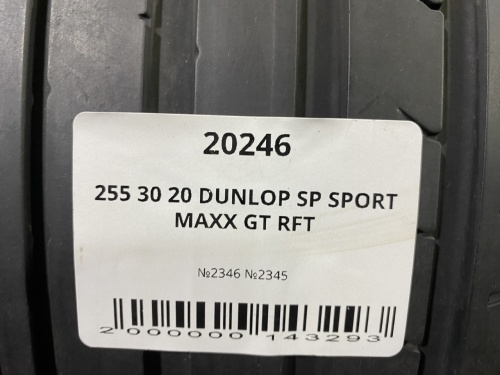 20246
255 30 20 DUNLOP SP SPORT
MAXX GT RFT
№2346 №2345
2 000000 143293